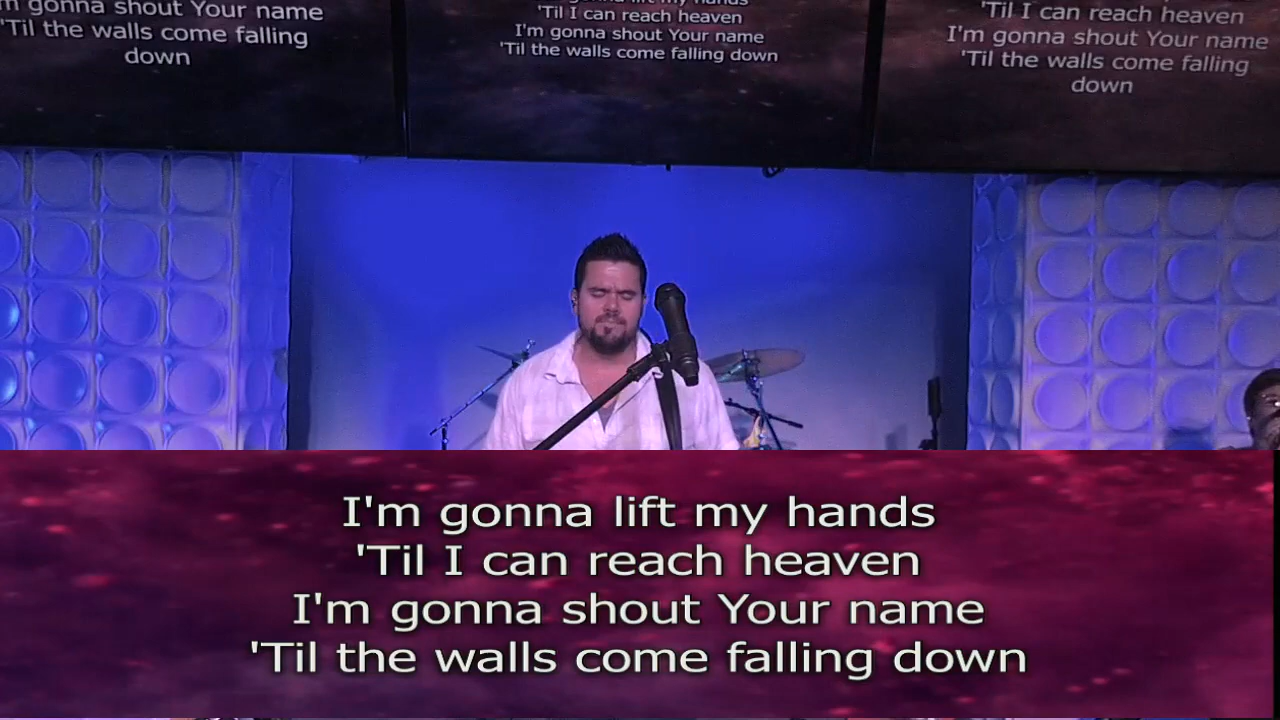 m gonna shout Your name
'Til the walls come falling
down
'Til I can reach heaven
I'm gonna shout Your name
'Til the walls come falling down
'Til I can reach heaven
I'm gonna shout Your name
'Til the walls come falling
down
I'm gonna lift my hands
'Til I can reach heaven
I'm gonna shout Your name
'Til the walls come falling down